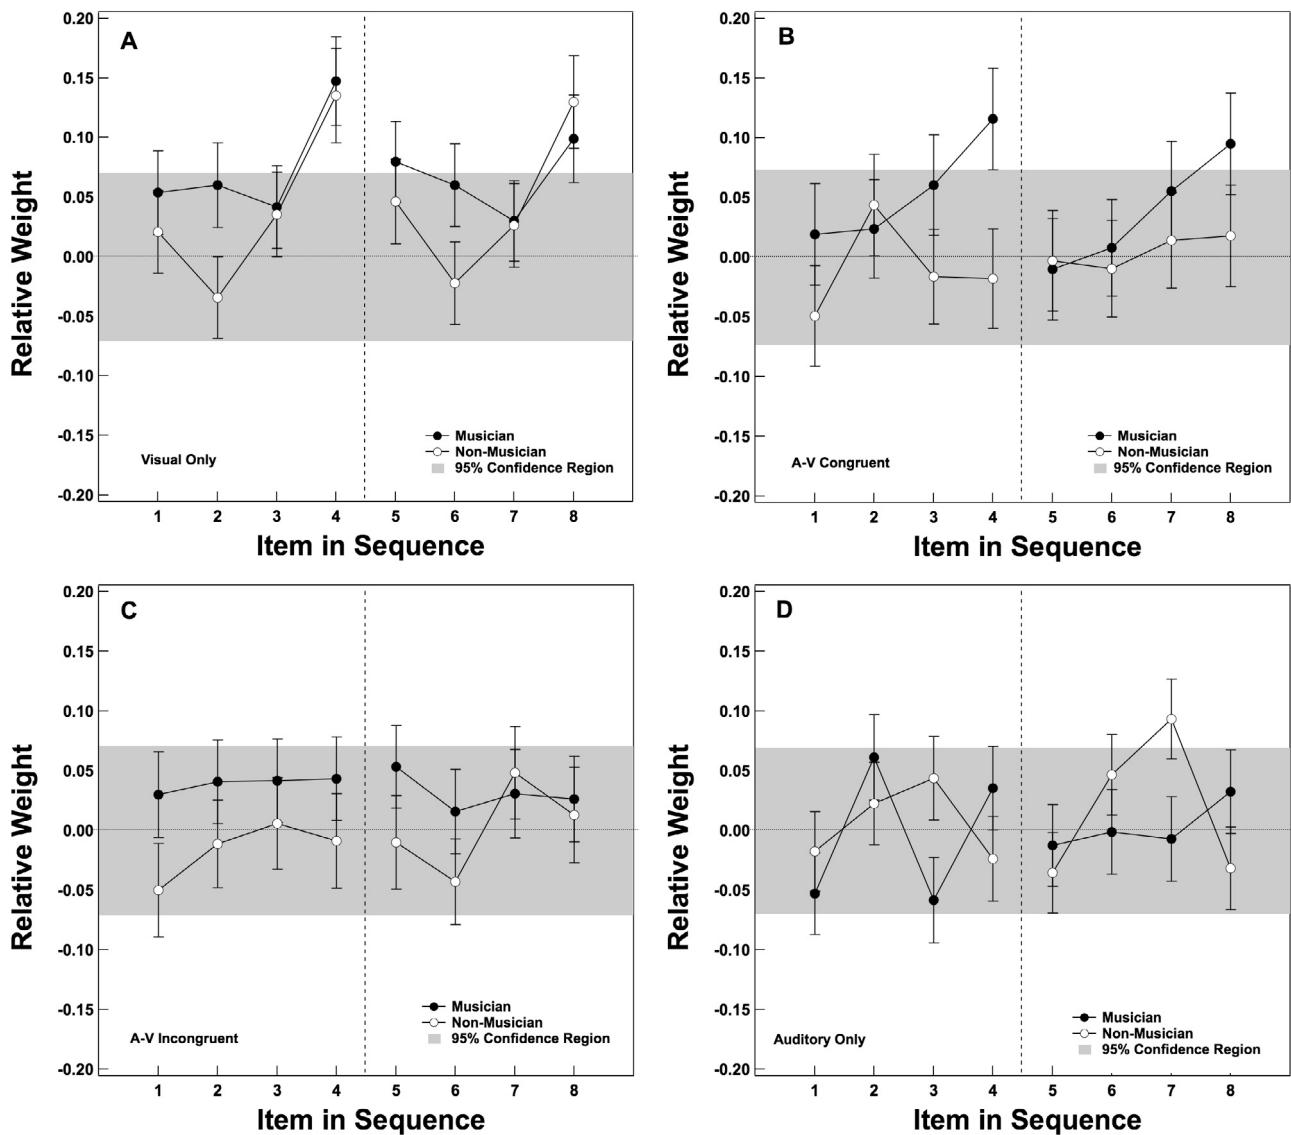 A
0.20
0.15
0.10
0.05
0.00
-0.05
-0.10
-0.15
-0.20
Relative Weight
Musician
Non-Musician
95% Confidence Region
Visual Only
1 2 3 4 5 6 7 8
Item in Sequence
B
0.20
0.15
0.10
0.05
0.00
-0.05
-0.10
-0.15
-0.20
Relative Weight
Musician
Non-Musician
95% Confidence Region
A-V Congruent
1 2 3 4 5 6 7 8
Item in Sequence
C
0.20
0.15
0.10
0.05
0.00
-0.05
-0.10
-0.15
-0.20
Relative Weight
Musician
Non-Musician
95% Confidence Region
A-V Incongruent
1 2 3 4 5 6 7 8
Item in Sequence
D
0.20
0.15
0.10
0.05
0.00
-0.05
-0.10
-0.15
-0.20
Relative Weight
Musician
Non-Musician
95% Confidence Region
Auditory Only
1 2 3 4 5 6 7 8
Item in Sequence